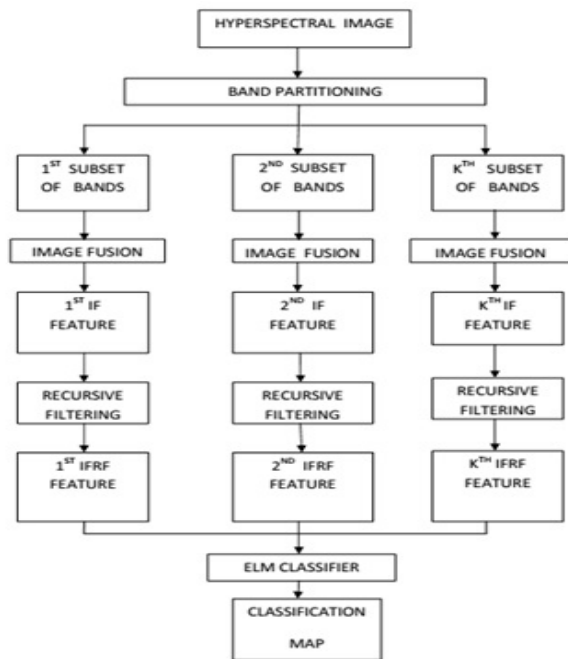 HYPERSPECTRAL IMAGE
BAND PARTITIONING
1ST SUBSET
OF BANDS
2ND SUBSET
OF BANDS
KTH SUBSET
OF BANDS
IMAGE FUSION
IMAGE FUSION
IMAGE FUSION
1ST IF
FEATURE
2ND IF
FEATURE
KTH IF
FEATURE
RECURSIVE
FILTERING
RECURSIVE
FILTERING
RECURSIVE
FILTERING
1ST IFRF
FEATURE
2ND IFRF
FEATURE
KTH IFRF
FEATURE
ELM CLASSIFIER
CLASSIFICATION
MAP